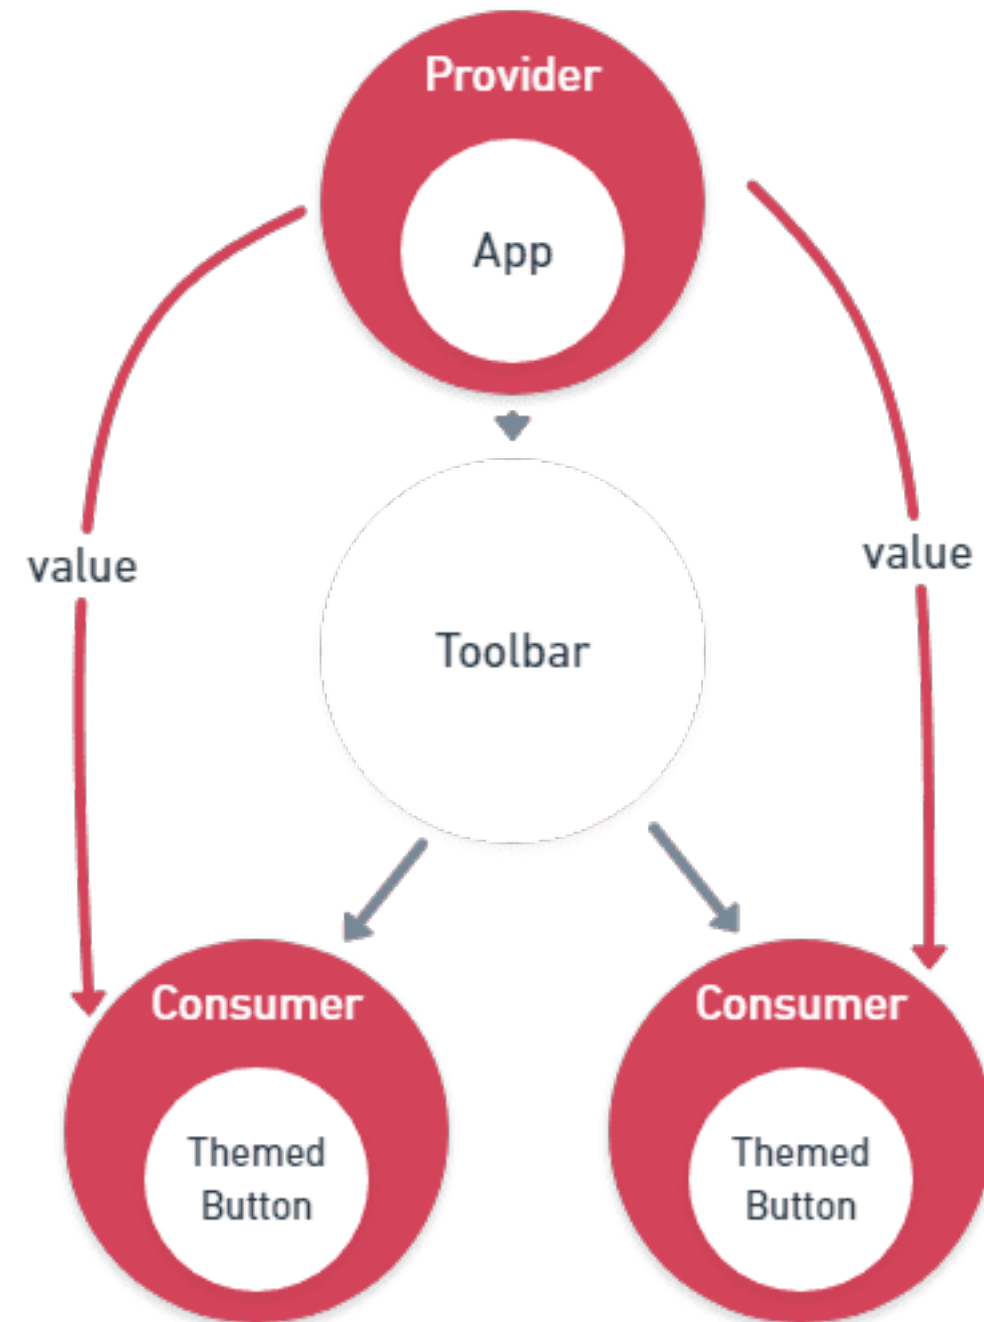 Provider
App
value
value
Toolbar
Consumer
Themed
Button
Consumer
Themed
Button